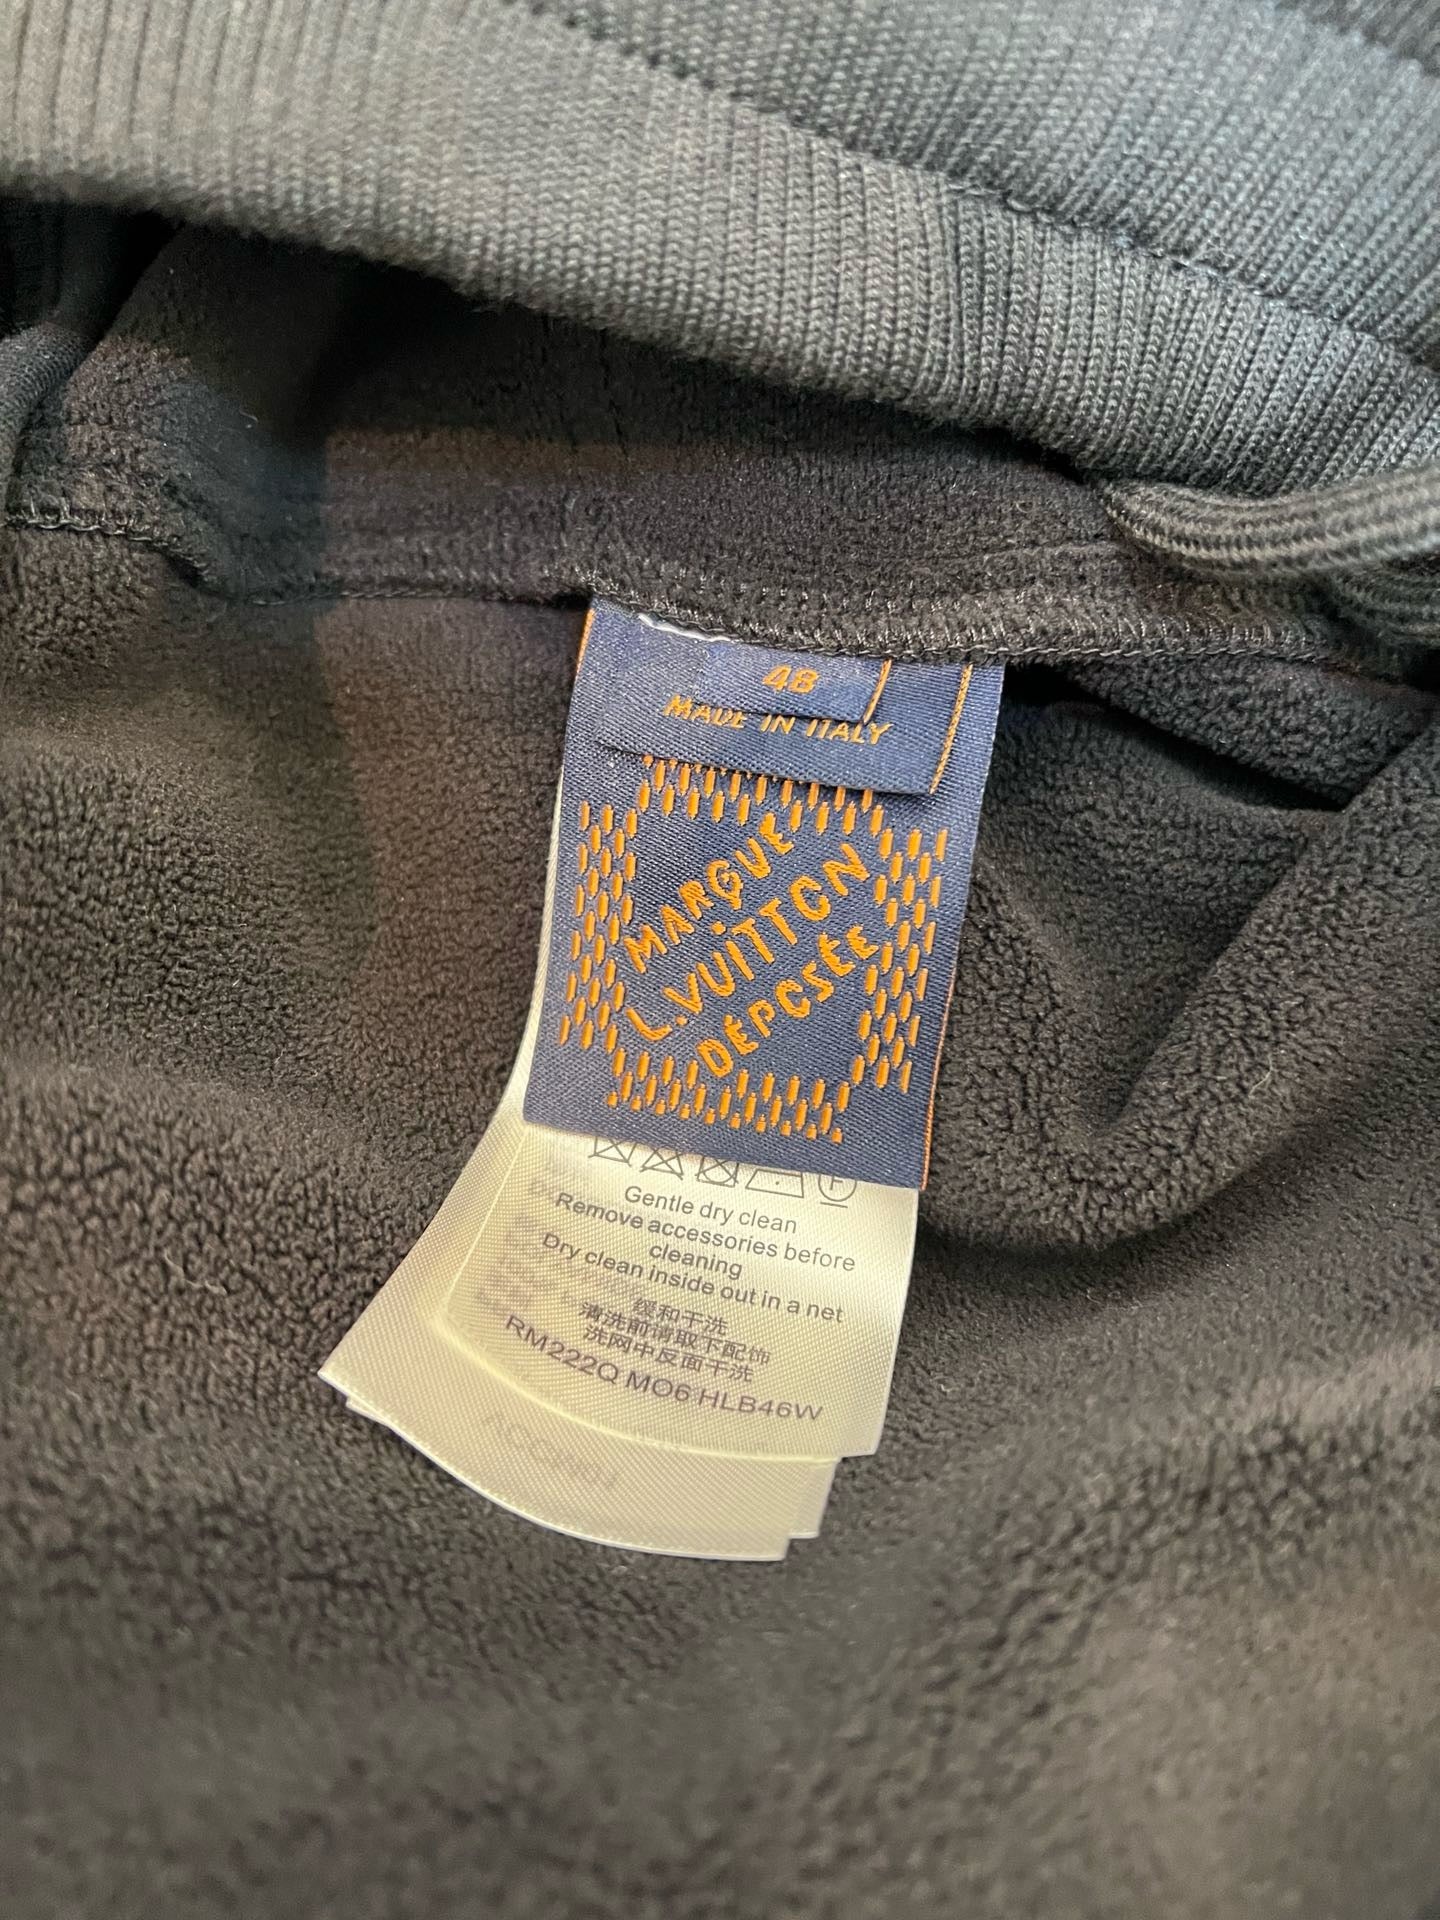 48
MADE IN ITALY
MARQUE
L.VUITTON
DÉPOSÉE
F
Gentle dry clean
Remove accessories before
cleaning
Dry clean inside out in a net
缓和干洗
清洗前请取下配饰
洗网中反面干洗
RM222Q MO6 HLB46W